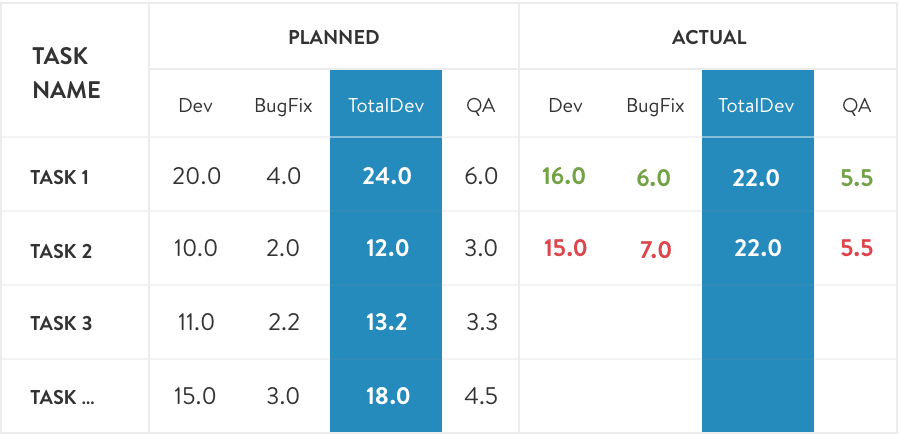 TASK NAME PLANNED ACTUAL
Dev BugFix TotalDev QA Dev BugFix TotalDev QA
TASK 1 20.0 4.0 24.0 6.0 16.0 6.0 22.0 5.5
TASK 2 10.0 2.0 12.0 3.0 15.0 7.0 22.0 5.5
TASK 3 11.0 2.2 13.2 3.3
TASK ... 15.0 3.0 18.0 4.5